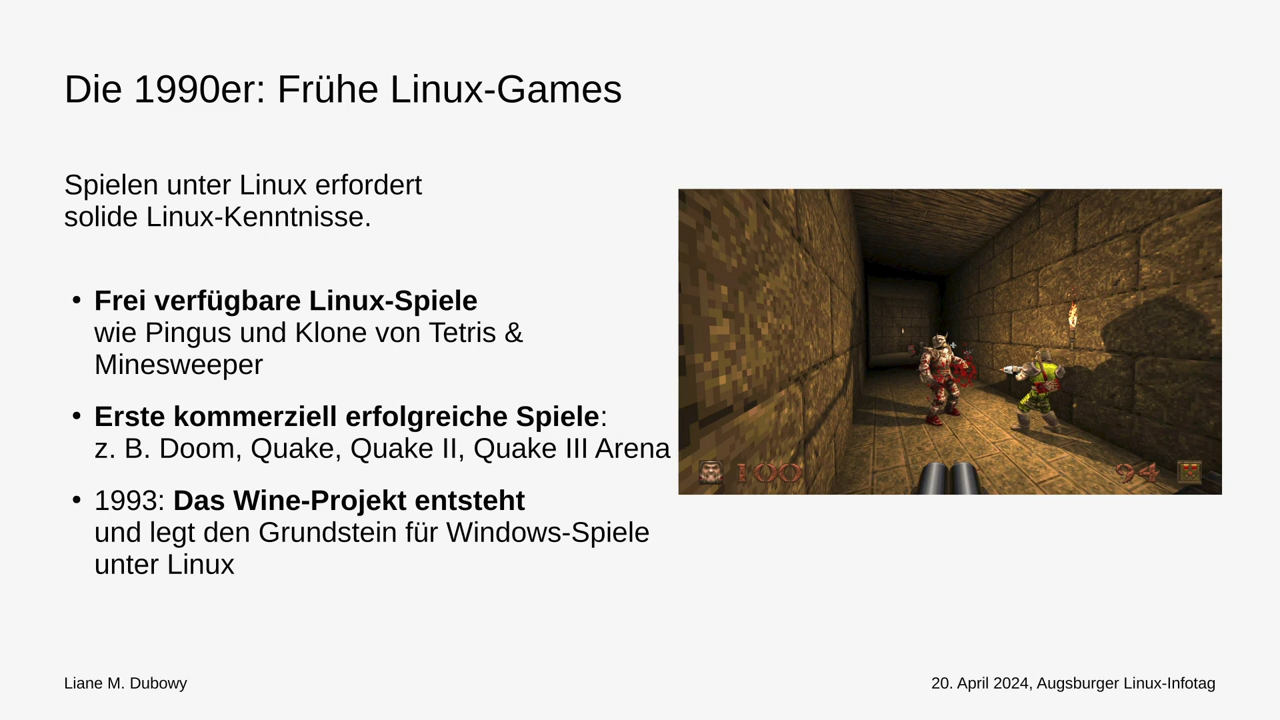 Die 1990er: Frühe Linux-Games
Spielen unter Linux erfordert
solide Linux-Kenntnisse.
• Frei verfügbare Linux-Spiele
wie Pingus und Klone von Tetris &
Minesweeper
• Erste kommerziell erfolgreiche Spiele:
z. B. Doom, Quake, Quake II, Quake III Arena
• 1993: Das Wine-Projekt entsteht
und legt den Grundstein für Windows-Spiele
unter Linux
100
94
Liane M. Dubowy
20. April 2024, Augsburger Linux-Infotag